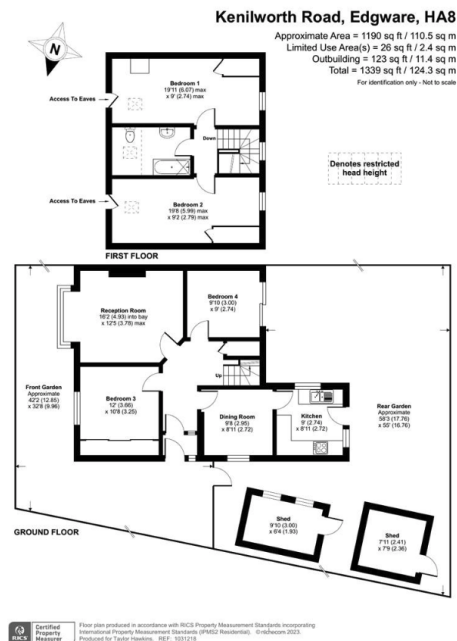 Kenilworth Road, Edgware, HA8
Approximate Area = 1190 sq ft / 110.5 sq m
Limited Use Area(s) = 26 sq ft / 2.4 sq m
Outbuilding = 123 sq ft / 11.4 sq m
Total = 1339 sq ft / 124.3 sq m
For identification only - Not to scale
N
Bedroom 1
19'11 (6.07) max
x 9' (2.74) max
Access To Eaves
Down
Denotes restricted
head height
Access To Eaves
Bedroom 2
19'8 (5.99) max
x 9'2 (2.79) max
FIRST FLOOR
Reception Room
16'2 (4.93) into bay
x 12'5 (3.78) max
Bedroom 4
9'10 (3.00)
x 9' (2.74)
Up
Front Garden
Approximate
42'2 (12.85)
x 32'8 (9.96)
Bedroom 3
12' (3.66)
x 10'8 (3.25)
Dining Room
9'8 (2.95)
x 8'11 (2.72)
Kitchen
9' (2.74)
x 8'11 (2.72)
Rear Garden
Approximate
58'3 (17.76)
x 55' (16.76)
Shed
9'10 (3.00)
x 6'4 (1.93)
Shed
7'11 (2.41)
x 7'9 (2.36)
GROUND FLOOR
RICS
Certified
Property
Measurer
Floor plan produced in accordance with RICS Property Measurement Standards incorporating
International Property Measurement Standards (IPMS2 Residential). © nichecom 2023.
Produced for Taylor Hawkins. REF: 1031218